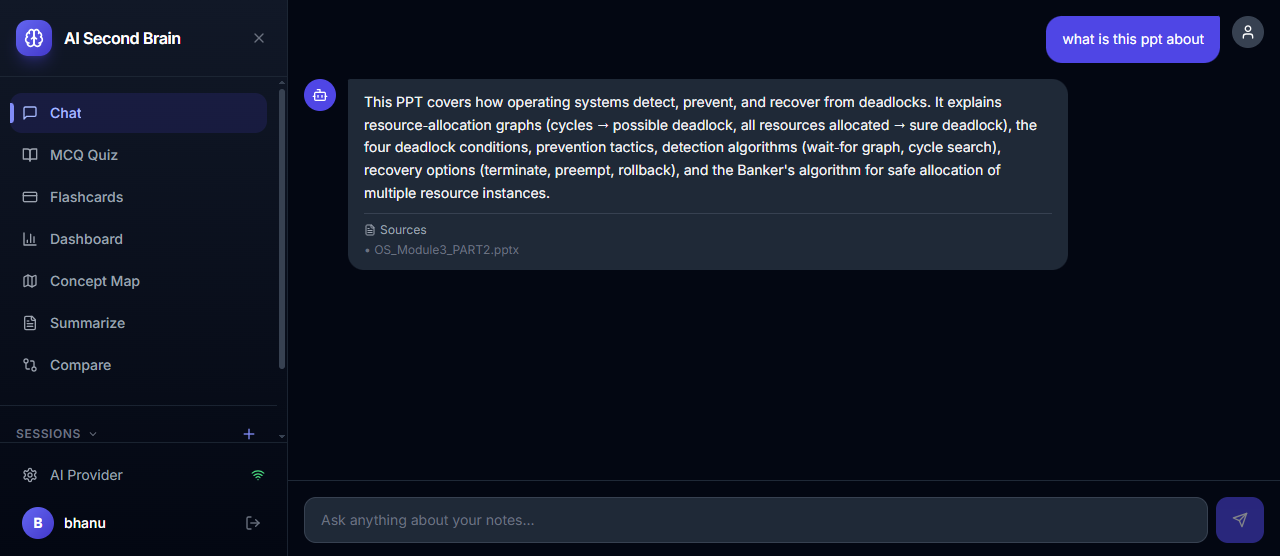 AI Second Brain
Chat
MCQ Quiz
Flashcards
Dashboard
Concept Map
Summarize
Compare
SESSIONS
AI Provider
B bhanu
what is this ppt about
This PPT covers how operating systems detect, prevent, and recover from deadlocks. It explains
resource-allocation graphs (cycles → possible deadlock, all resources allocated → sure deadlock), the
four deadlock conditions, prevention tactics, detection algorithms (wait-for graph, cycle search),
recovery options (terminate, preempt, rollback), and the Banker's algorithm for safe allocation of
multiple resource instances.
Sources
• OS_Module3_PART2.pptx
Ask anything about your notes...